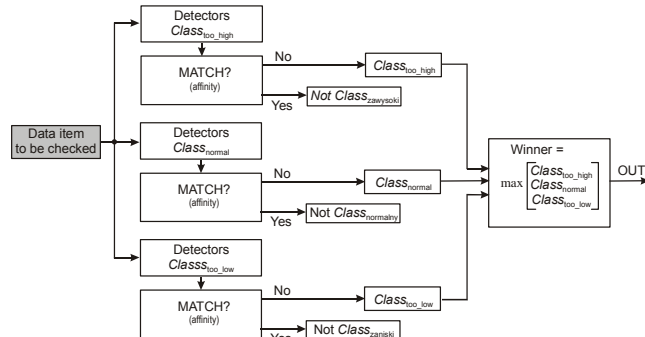 Detectors
Class too_high
MATCH?
(affinity)
No
Class too_high
Yes
Not Class zawysoki
Data item
to be checked
Detectors
Class normal
MATCH?
(affinity)
No
Class normal
Yes
Not Class normalny
Detectors
Classs too_low
MATCH?
(affinity)
No
Class too_low
Yes
Not Class zaniski
Winner =
max
Class too_high
Class normal
Class too_low
OUT